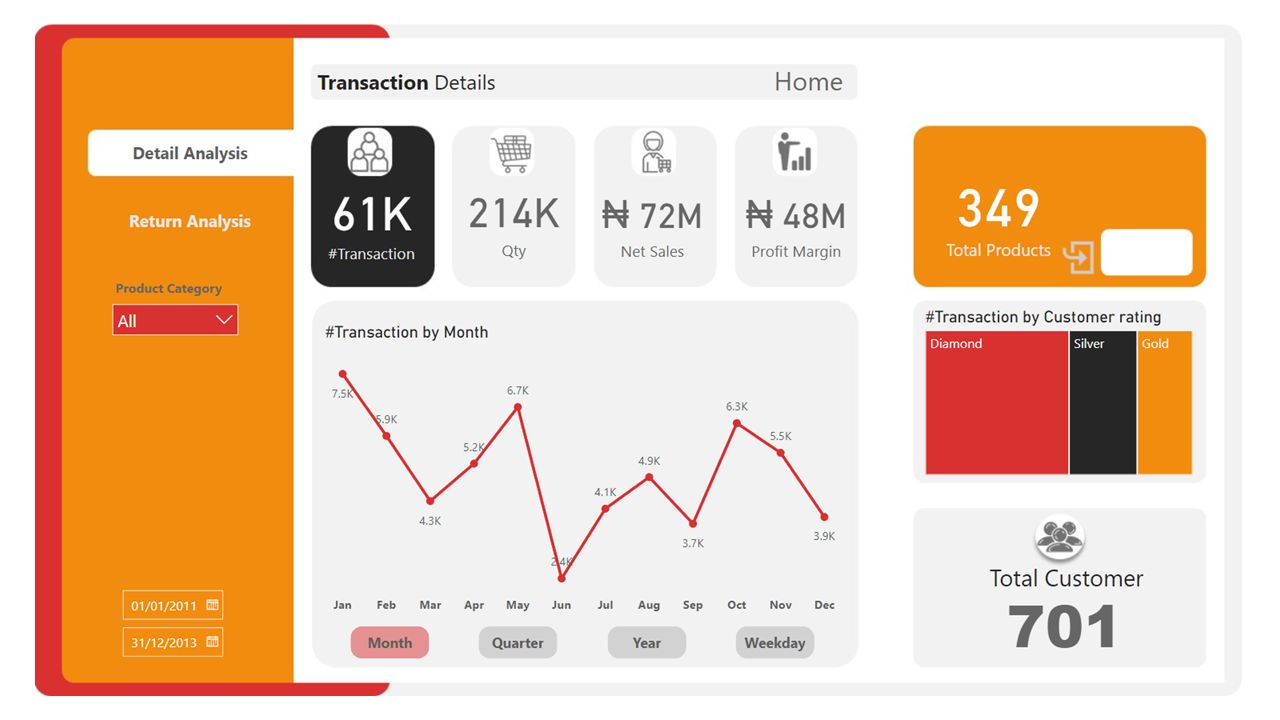 Transaction Details
Home
Detail Analysis
Return Analysis
Product Category
All
01/01/2011
31/12/2013
61K
#Transaction
214K
Qty
₦ 72M
Net Sales
₦ 48M
Profit Margin
349
Total Products
#Transaction by Month
7.5K
5.9K
4.3K
5.2K
6.7K
2.4K
4.1K
4.9K
3.7K
6.3K
5.5K
3.9K
Jan Feb Mar Apr May Jun Jul Aug Sep Oct Nov Dec
Month Quarter Year Weekday
#Transaction by Customer rating
Diamond Silver Gold
Total Customer
701